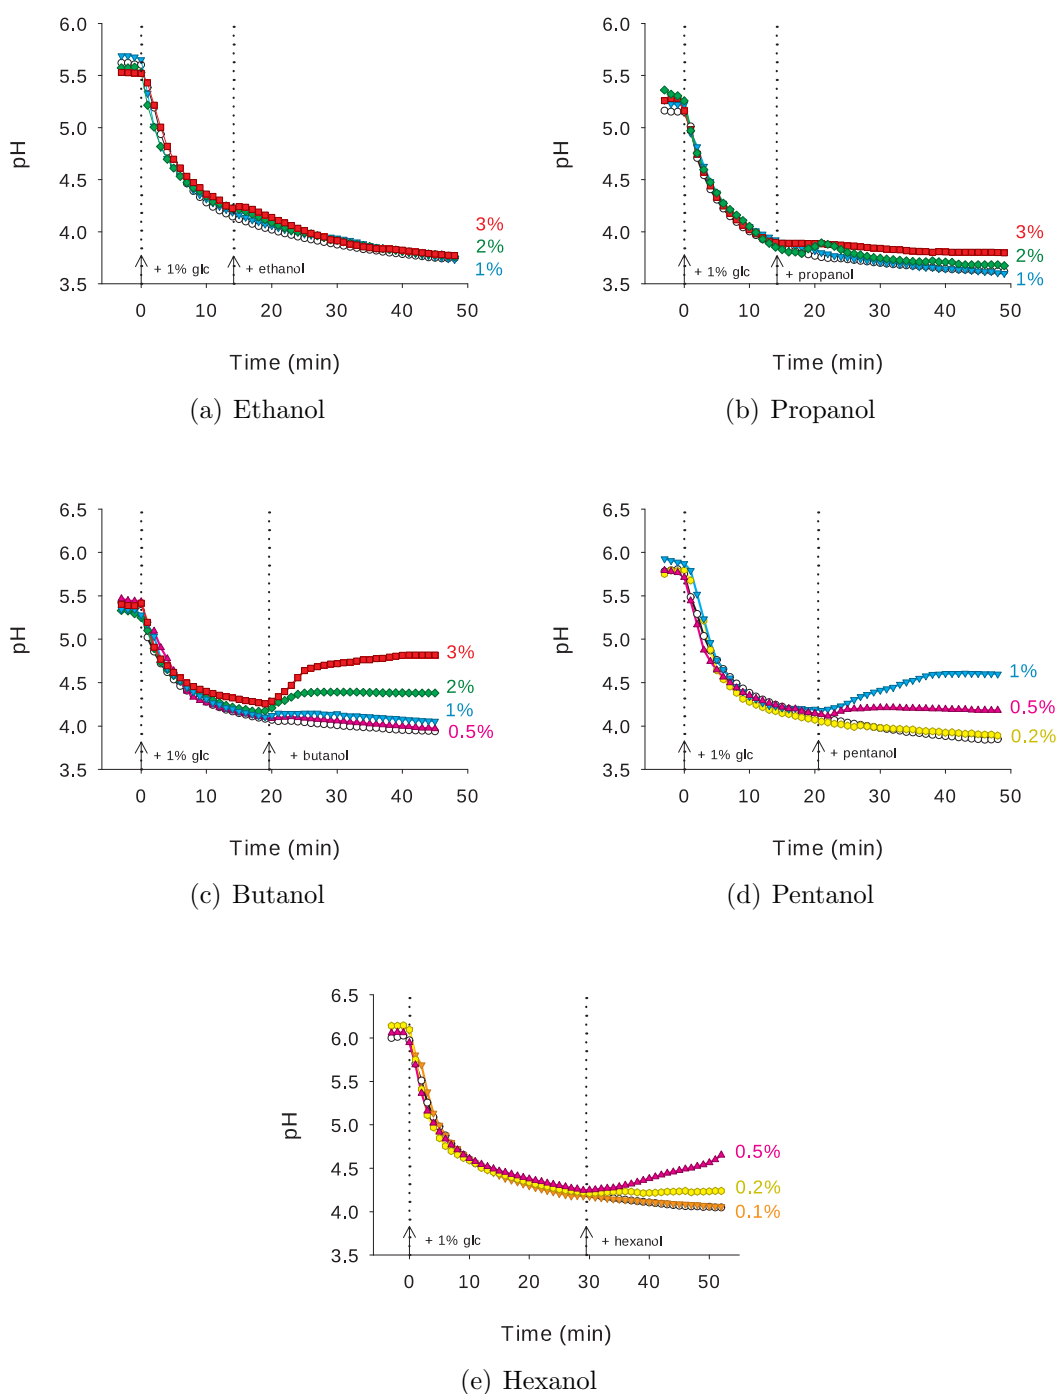 6.0
5.5
5.0
4.5
4.0
3.5
pH
3%
2%
1%
+ 1% glc
+ ethanol
0 10 20 30 40 50
Time (min)
(a) Ethanol
6.0
5.5
5.0
4.5
4.0
3.5
pH
3%
2%
1%
+ 1% glc
+ propanol
0 10 20 30 40 50
Time (min)
(b) Propanol
6.5
6.0
5.5
5.0
4.5
4.0
3.5
pH
3%
2%
1%
0.5%
+ 1% glc
+ butanol
0 10 20 30 40 50
Time (min)
(c) Butanol
6.5
6.0
5.5
5.0
4.5
4.0
3.5
pH
1%
0.5%
0.2%
+ 1% glc
+ pentanol
0 10 20 30 40 50
Time (min)
(d) Pentanol
6.5
6.0
5.5
5.0
4.5
4.0
3.5
pH
0.5%
0.2%
0.1%
+ 1% glc
+ hexanol
0 10 20 30 40 50
Time (min)
(e) Hexanol